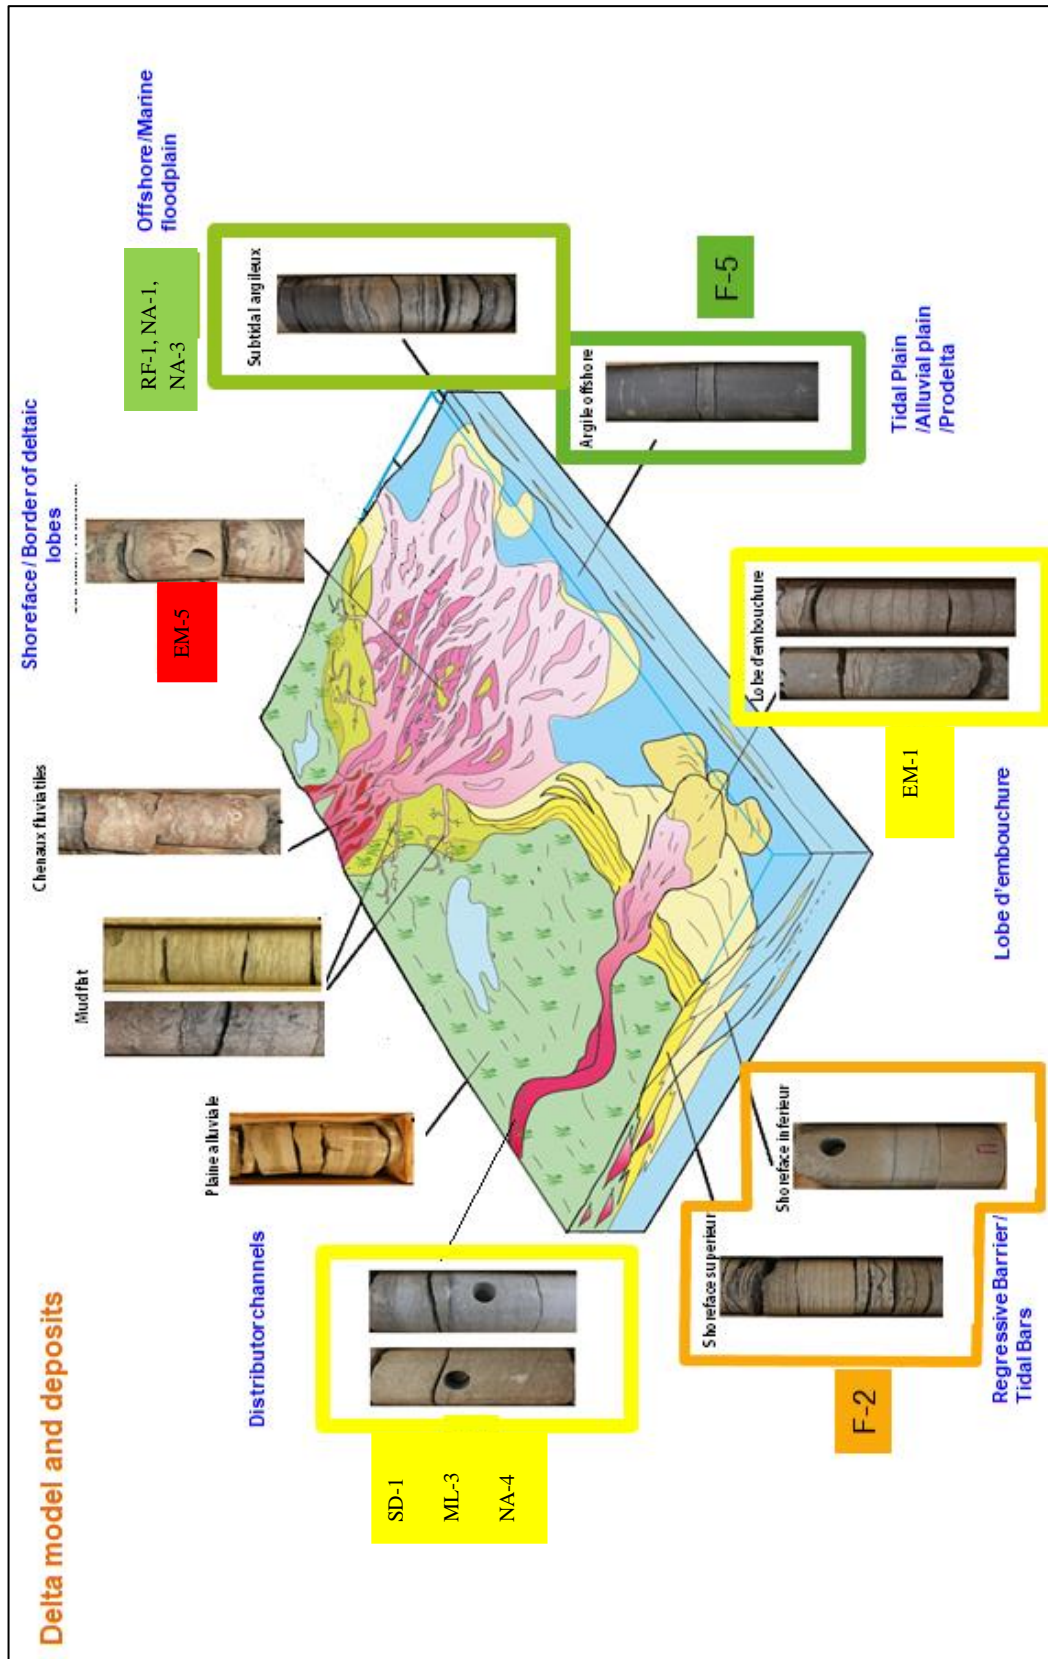 Delta model and deposits
Distributor channels
SD-1
ML-3
NA-4
Plaine alluviale
Mud flat
Chenaux fluviatiles
Shoreface / Border of deltaic
lobes
EM-5
RF-1, NA-1,
NA-3
Offshore /Marine
floodplain
Subtidal argileux
Argile offshore
F-5
Tidal Plain
/Alluvial plain
/Prodelta
Lobe d'embouchure
EM-1
Lobe d'embouchure
Shoreface superieur
Shoreface inferieur
F-2
Regressive Barrier /
Tidal Bars